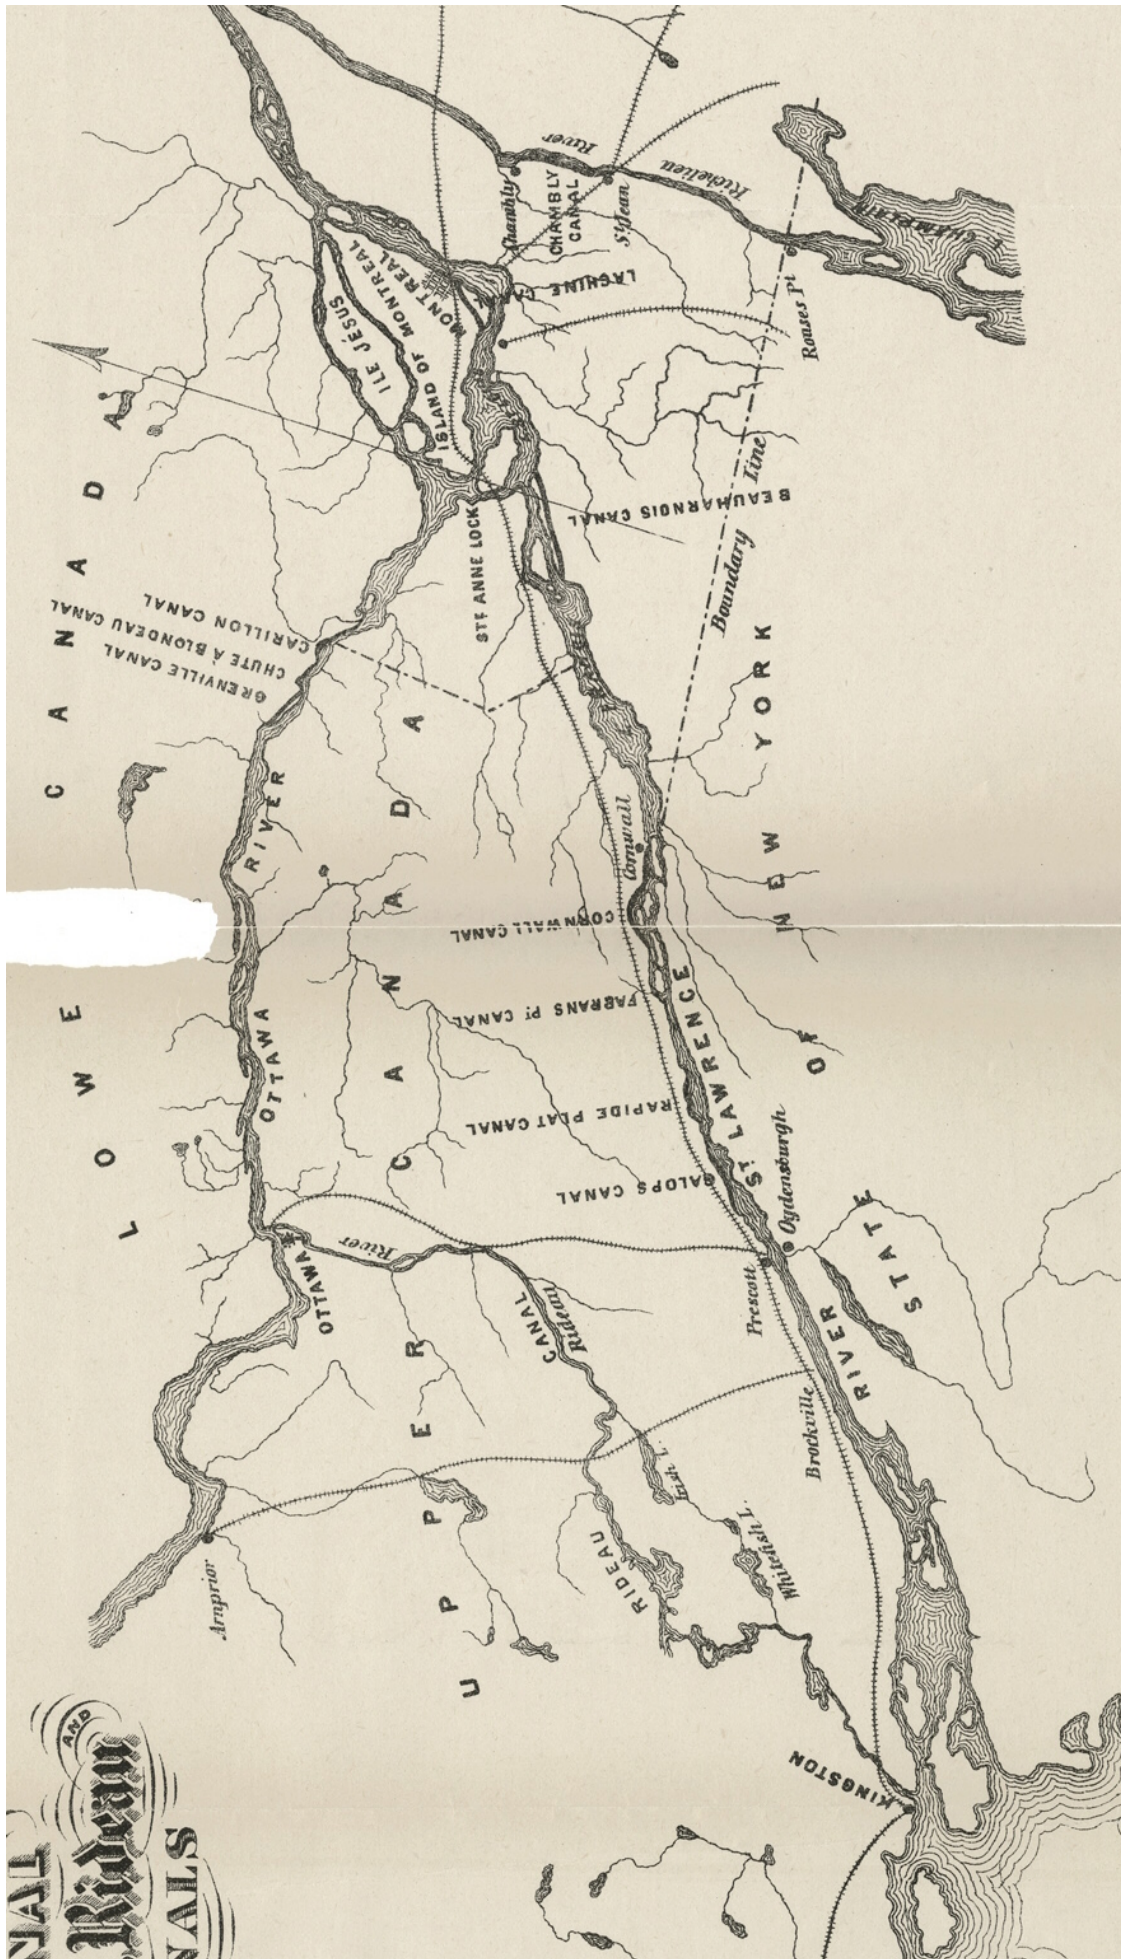 NAL
AND
Rideau
NALS
LOWE
CANADA
UPPER
CANADA
GRENVILLE CANAL
CHUTE À BLONDEAU CANAL
CARILLON CANAL
OTTAWA
RIVER
ILE JÉSUS
ISLAND OF MONTREAL
MONTREAL
LACHINE CANAL
Chambly
CHAMBLY
CANAL
St. Jean
Richelieu
River
Rouses Pt
L. CHAMPLAIN
STE ANNE LOCK
BEAUHARNOIS CANAL
Boundary
Line
Cornwall
CORNWALL CANAL
FARRANS PT. CANAL
RAPIDE PLAT CANAL
GALOPS CANAL
ST. LAWRENCE
RIVER
STATE
OF
NEW YORK
Ogdensburgh
Prescott
Brockville
OTTAWA
River
CANAL
Rideau
Irish L.
Whitefish L.
RIDEAU
Arnprior
KINGSTON